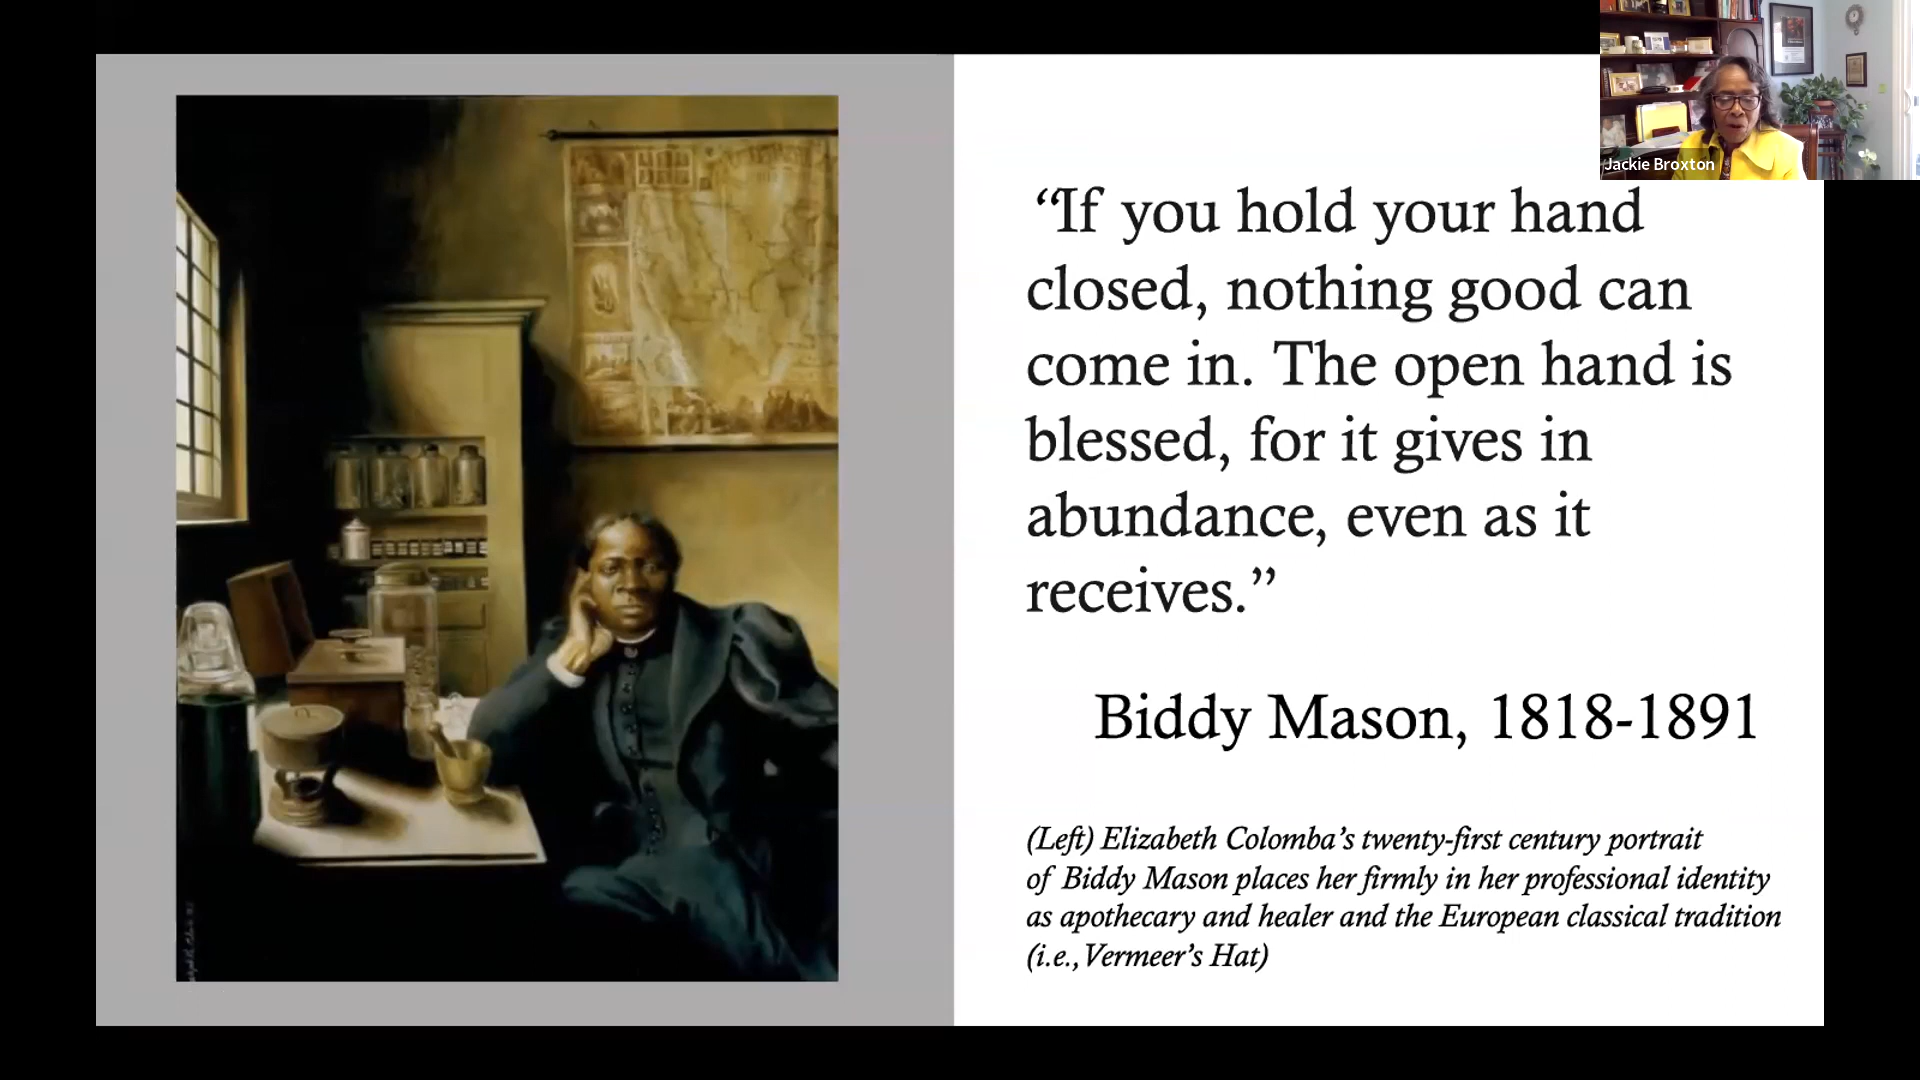 Jackie Broxton
“If you hold your hand
closed, nothing good can
come in. The open hand is
blessed, for it gives in
abundance, even as it
receives.”
Biddy Mason, 1818-1891
(Left) Elizabeth Colomba’s twenty-first century portrait
of Biddy Mason places her firmly in her professional identity
as apothecary and healer and the European classical tradition
(i.e., Vermeer’s Hat)